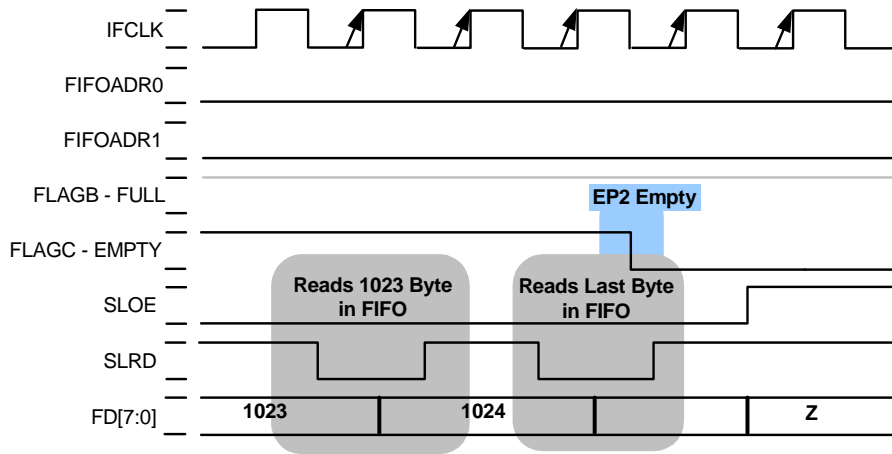 IFCLK
FIFOADR0
FIFOADR1
FLAGB - FULL
EP2 Empty
FLAGC - EMPTY
Reads 1023 Byte
in FIFO
Reads Last Byte
in FIFO
SLOE
SLRD
FD[7:0]
1023
1024
Z